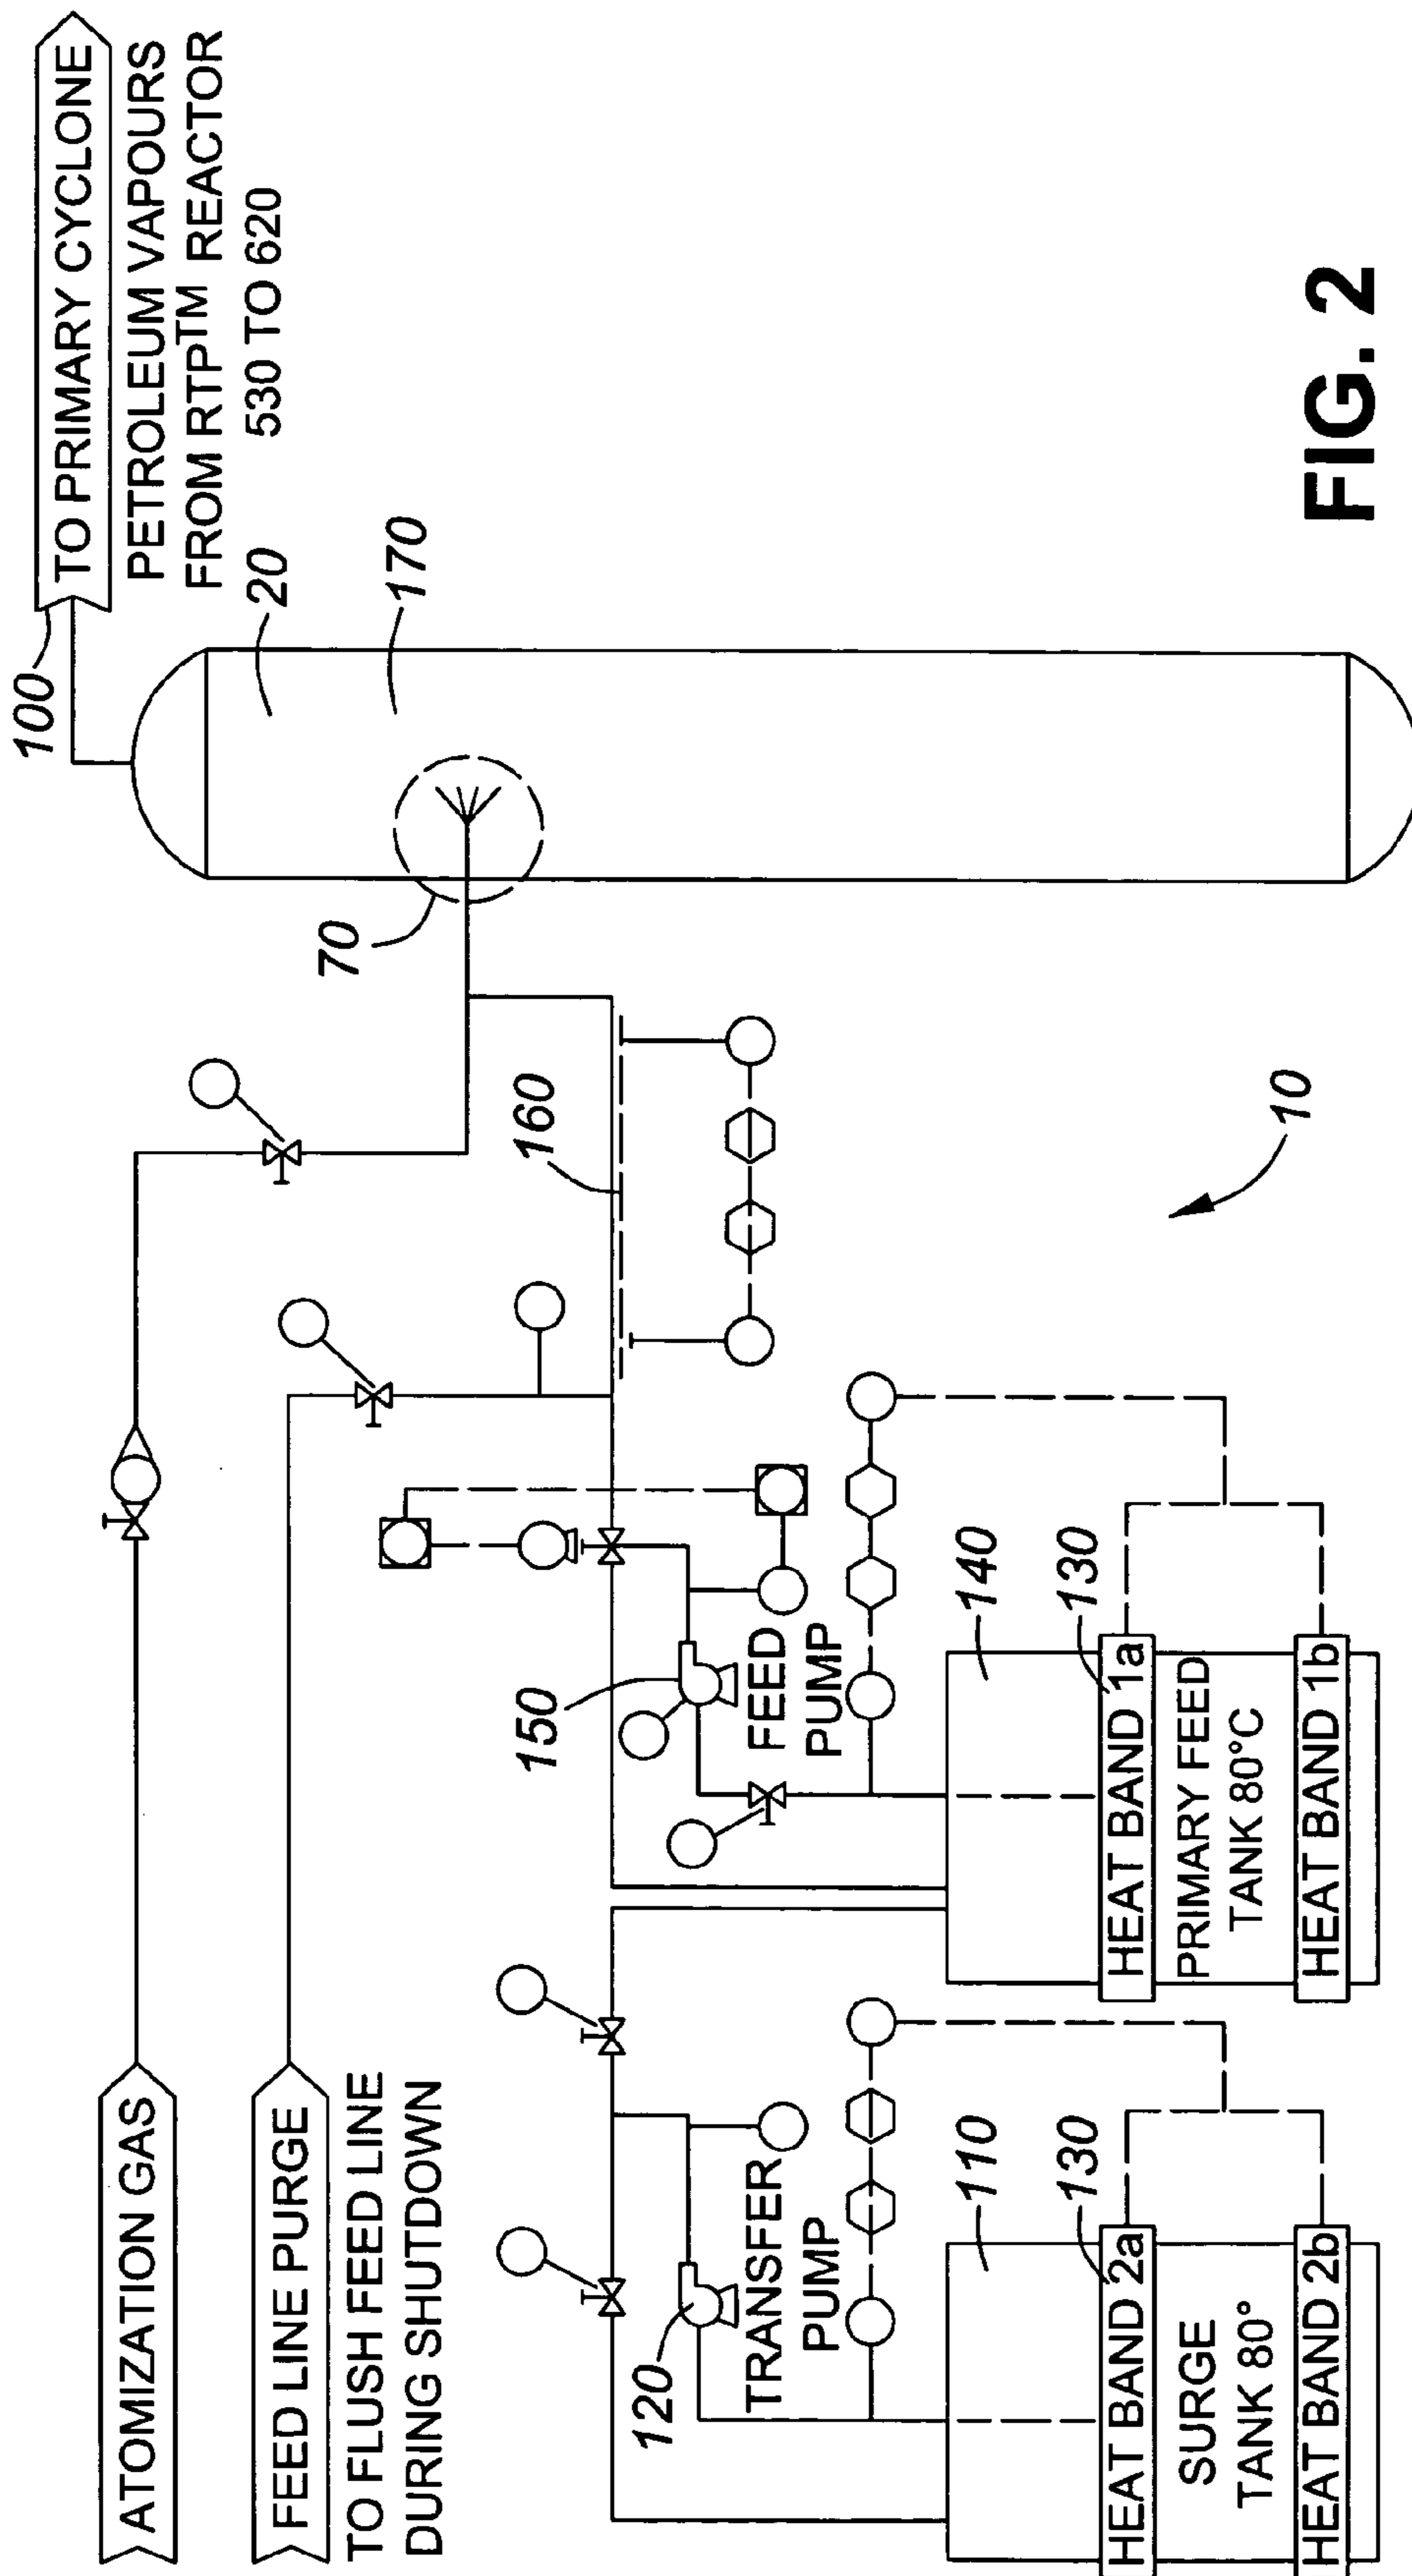 TO PRIMARY CYCLONE
100
PETROLEUM VAPOURS
FROM RTP™ REACTOR
530 TO 620
20
170
70
ATOMIZATION GAS
FEED LINE PURGE
TO FLUSH FEED LINE
DURING SHUTDOWN
160
150
FEED
PUMP
120
TRANSFER
PUMP
140
130
HEAT BAND 1a
PRIMARY FEED
TANK 80°C
HEAT BAND 1b
110
130
HEAT BAND 2a
SURGE
TANK 80°
HEAT BAND 2b
10
FIG. 2